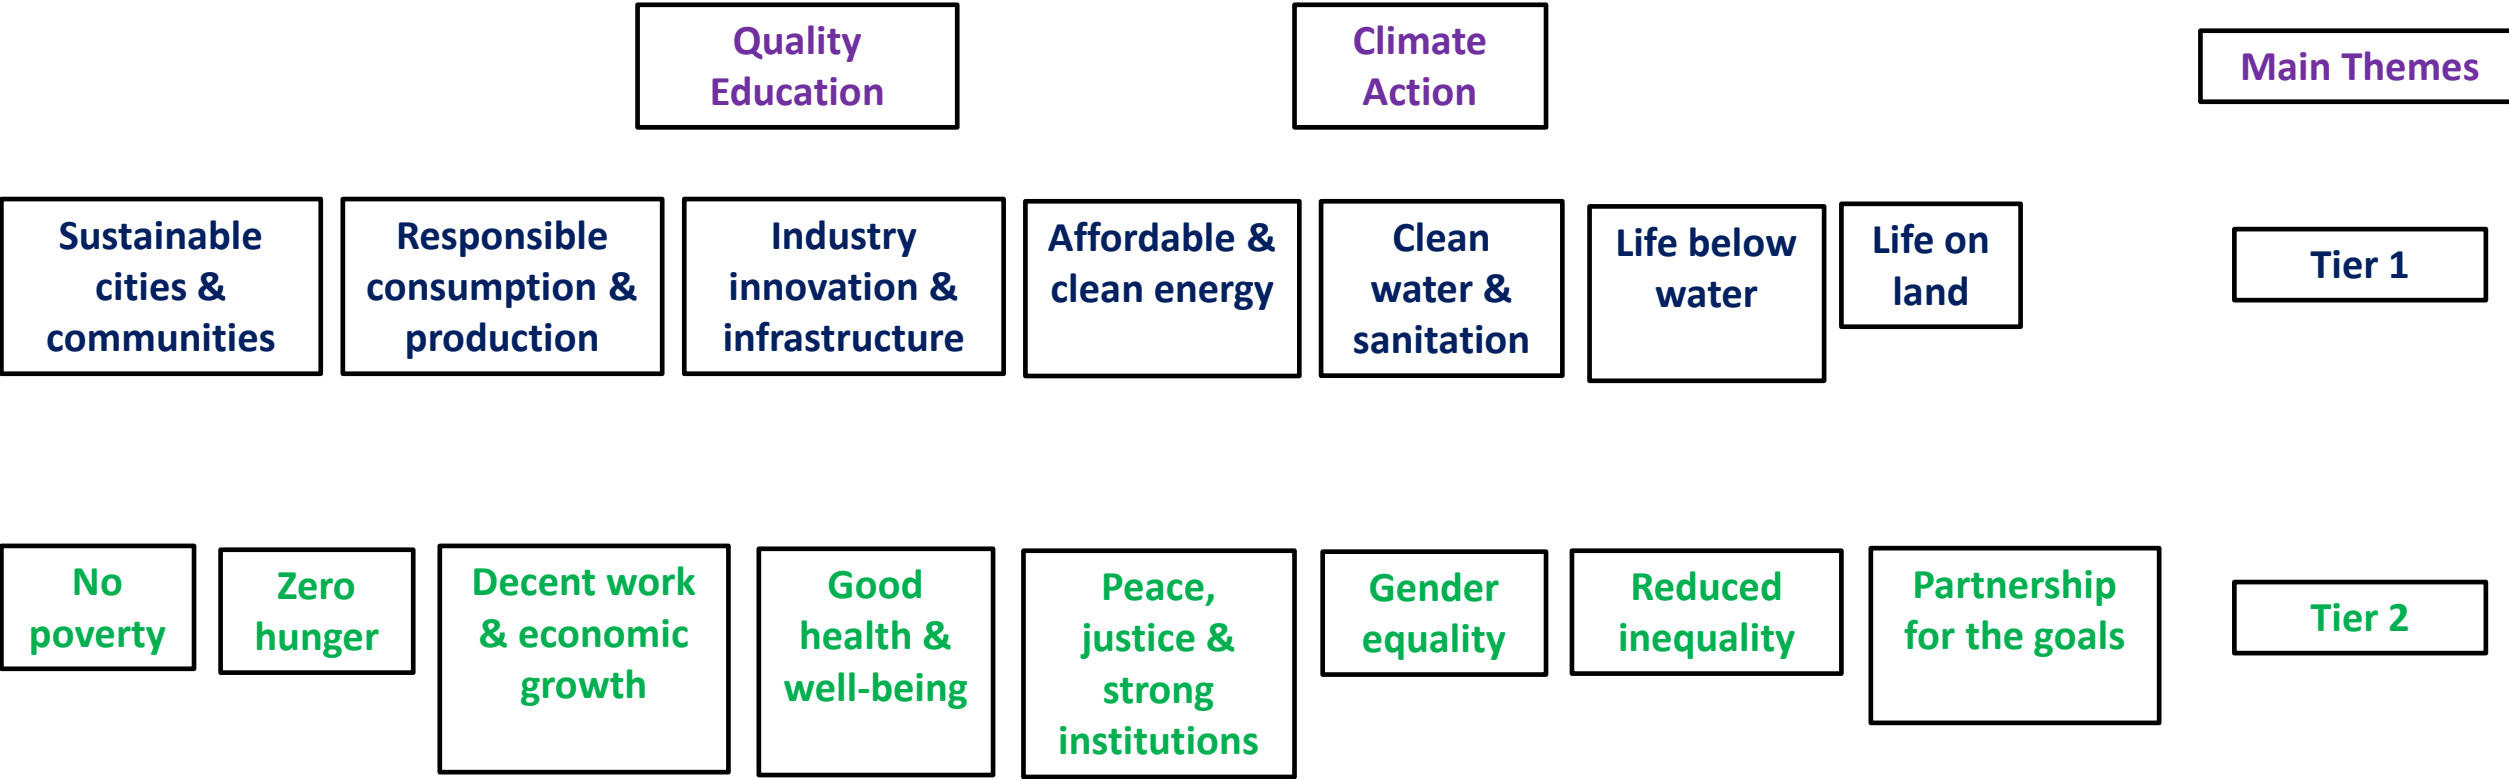 Quality
Education
Climate
Action
Main Themes
Sustainable
cities &
communities
Responsible
consumption &
production
Industry
innovation &
infrastructure
Affordable &
clean energy
Clean
water &
sanitation
Life below
water
Life on
land
Tier 1
No
poverty
Zero
hunger
Decent work
& economic
growth
Good
health &
well-being
Peace,
justice &
strong
institutions
Gender
equality
Reduced
inequality
Partnership
for the goals
Tier 2